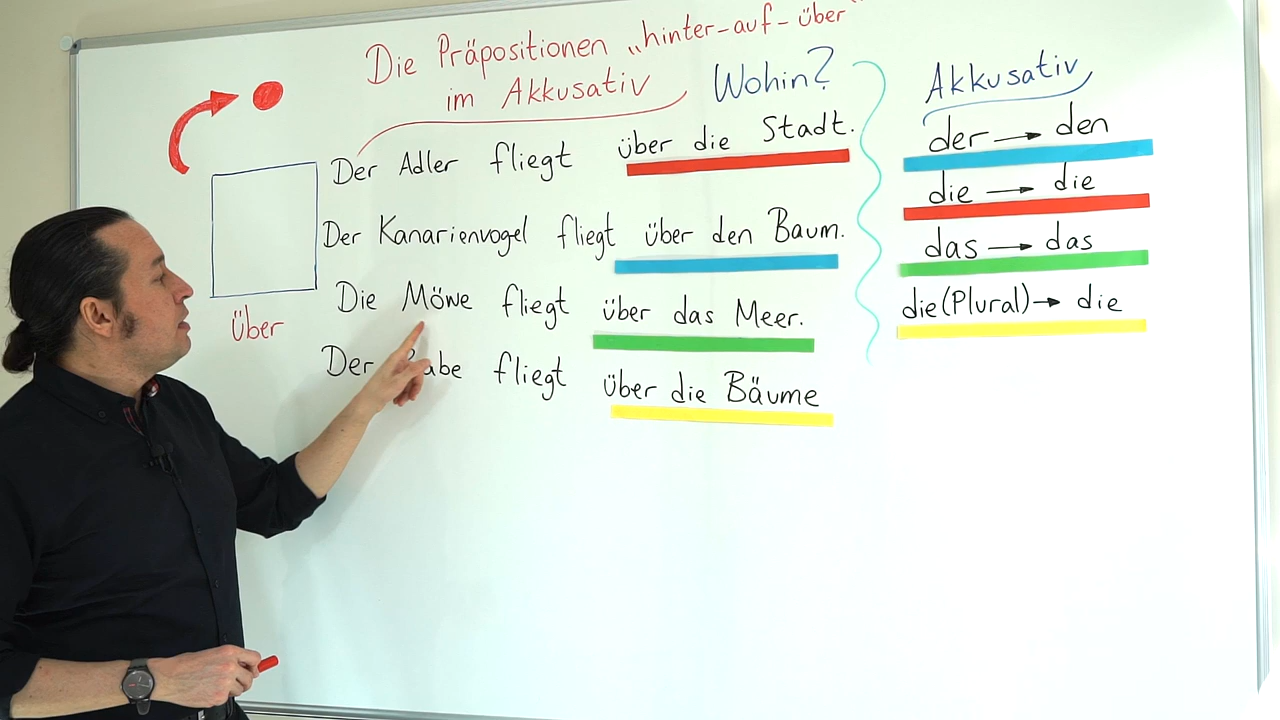 Die Präpositionen „hinter-auf-über“
im Akkusativ
Wohin?
Über
Der Adler fliegt über die Stadt.
Der Kanarienvogel fliegt über den Baum.
Die Möwe fliegt über das Meer.
Der abe fliegt über die Bäume
Akkusativ
der → den
die → die
das → das
die (Plural) → die